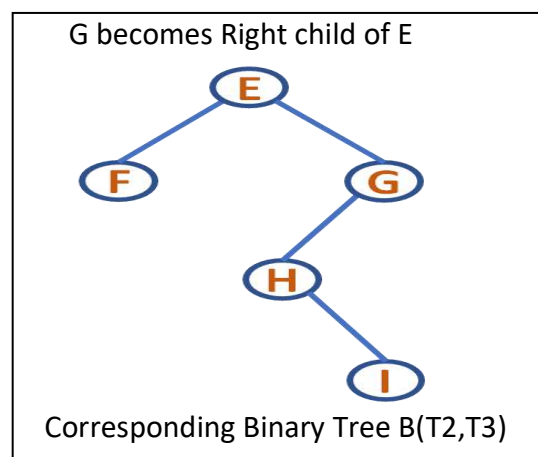 G becomes Right child of E
E
F
G
H
I
Corresponding Binary Tree B(T2,T3)